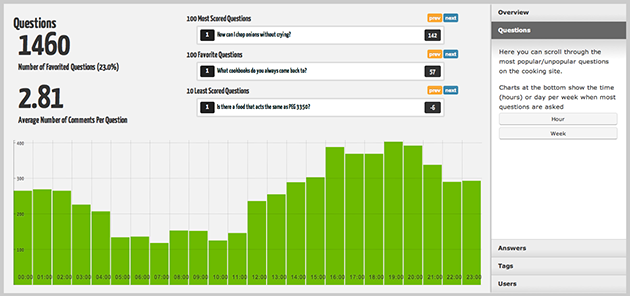 Questions
1460
Number of Favorited Questions (23.0%)
2.81
Average Number of Comments Per Question
100 Most Scored Questions
prev next
1 How can I chop onions without crying? 142
100 Favorite Questions
prev next
1 What cookbooks do you always come back to? 57
10 Least Scored Questions
prev next
1 Is there a food that acts the same as PEG 3350? -6
400
300
200
100
00:00 01:00 02:00 03:00 04:00 05:00 06:00 07:00 08:00 09:00 10:00 11:00 12:00 13:00 14:00 15:00 16:00 17:00 18:00 19:00 20:00 21:00 22:00 23:00
Overview
Questions
Here you can scroll through the
most popular/unpopular questions
on the cooking site.
Charts at the bottom show the time
(hours) or day per week when most
questions are asked
Hour
Week
Answers
Tags
Users